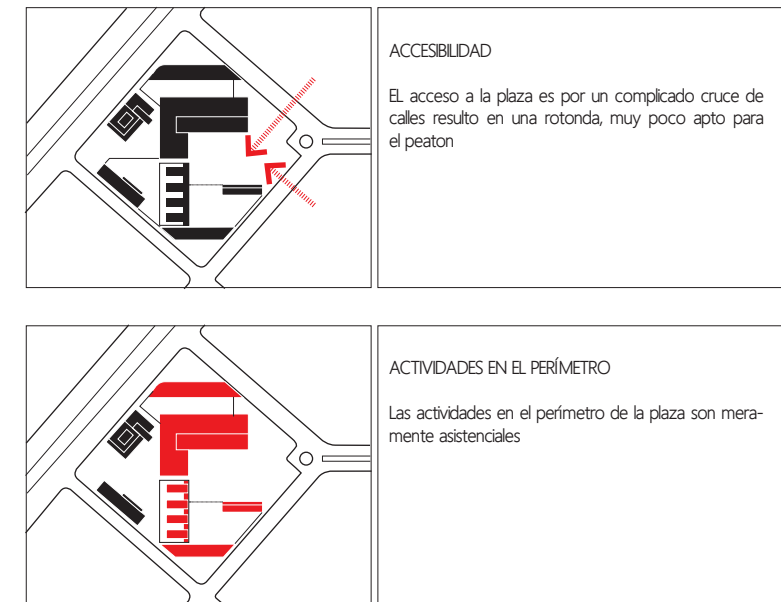 ACCESIBILIDAD
EL acceso a la plaza es por un complicado cruce de
calles resulto en una rotonda, muy poco apto para
el peaton
ACTIVIDADES EN EL PERÍMETRO
Las actividades en el perímetro de la plaza son mera-
mente asistenciales